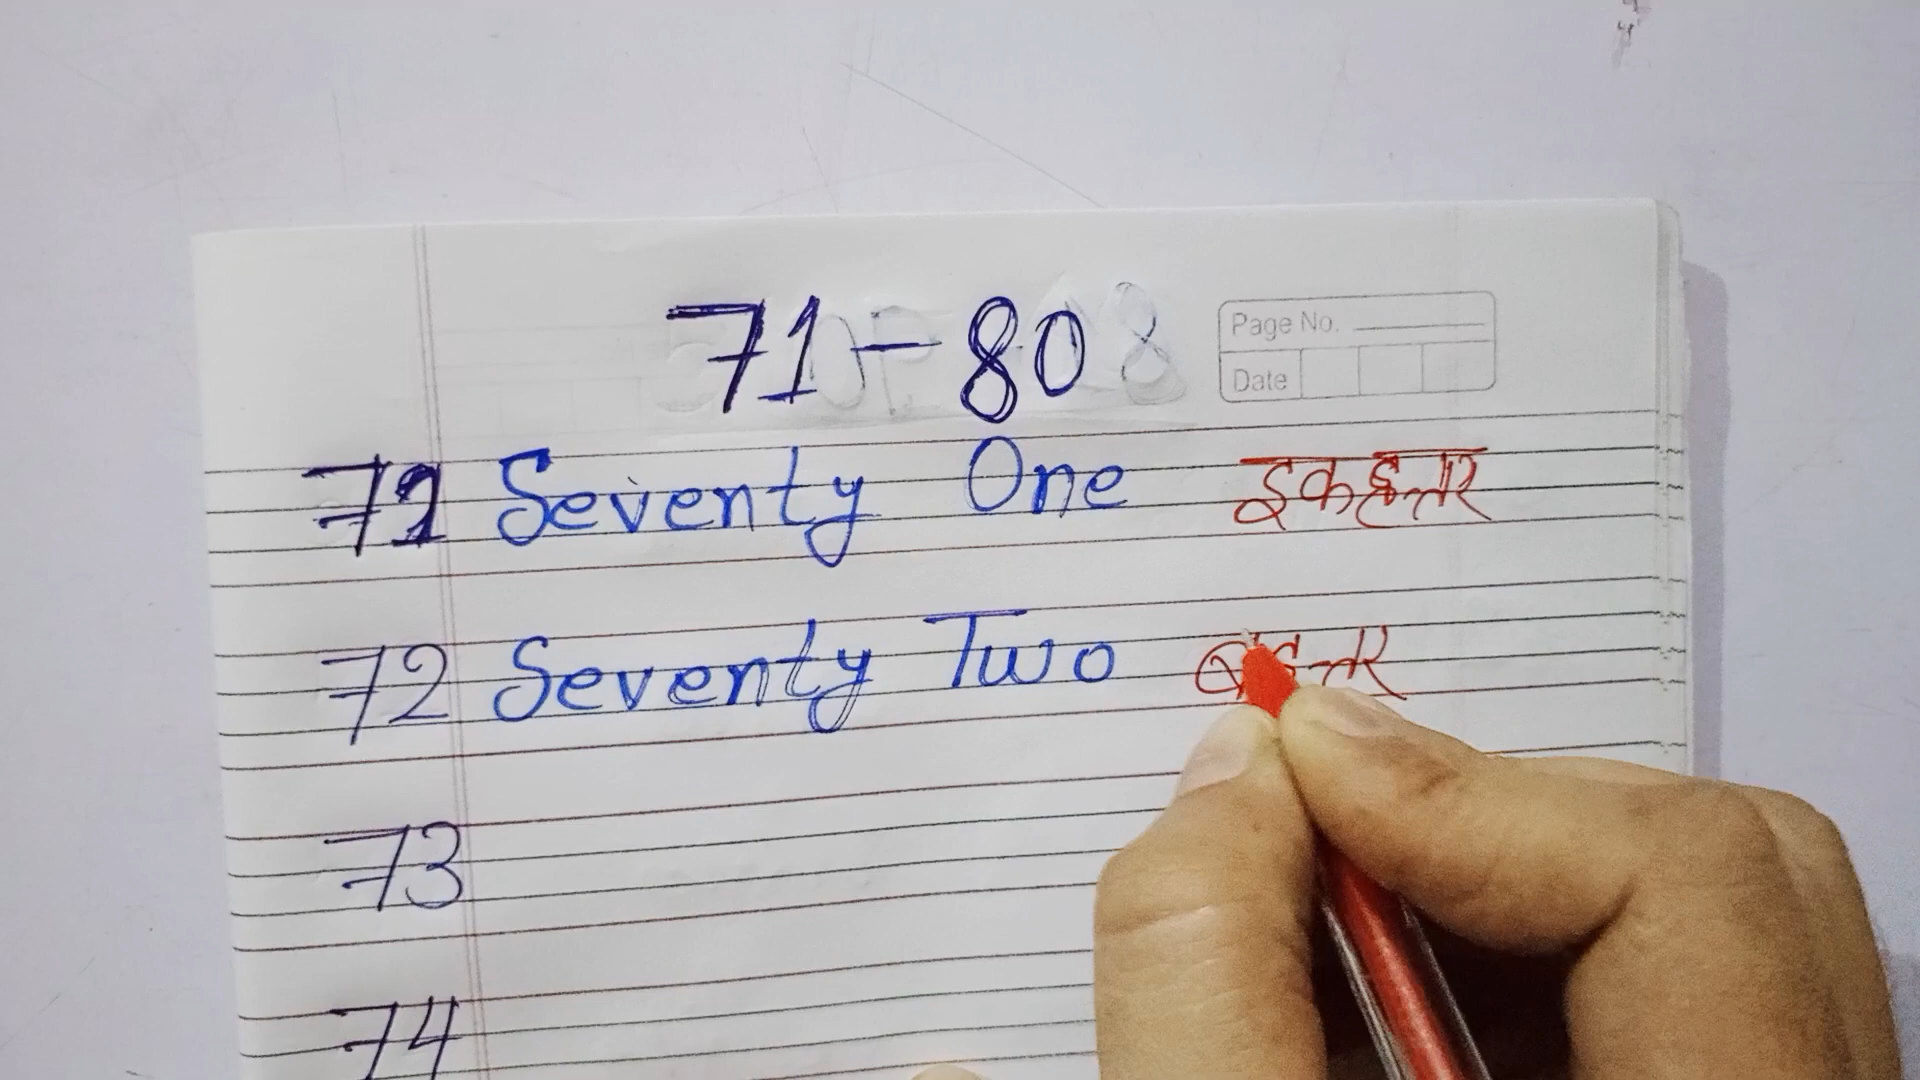 71-80
Page No.
Date
71 Seventy One इकहत्तर
72 Seventy Two
73
74